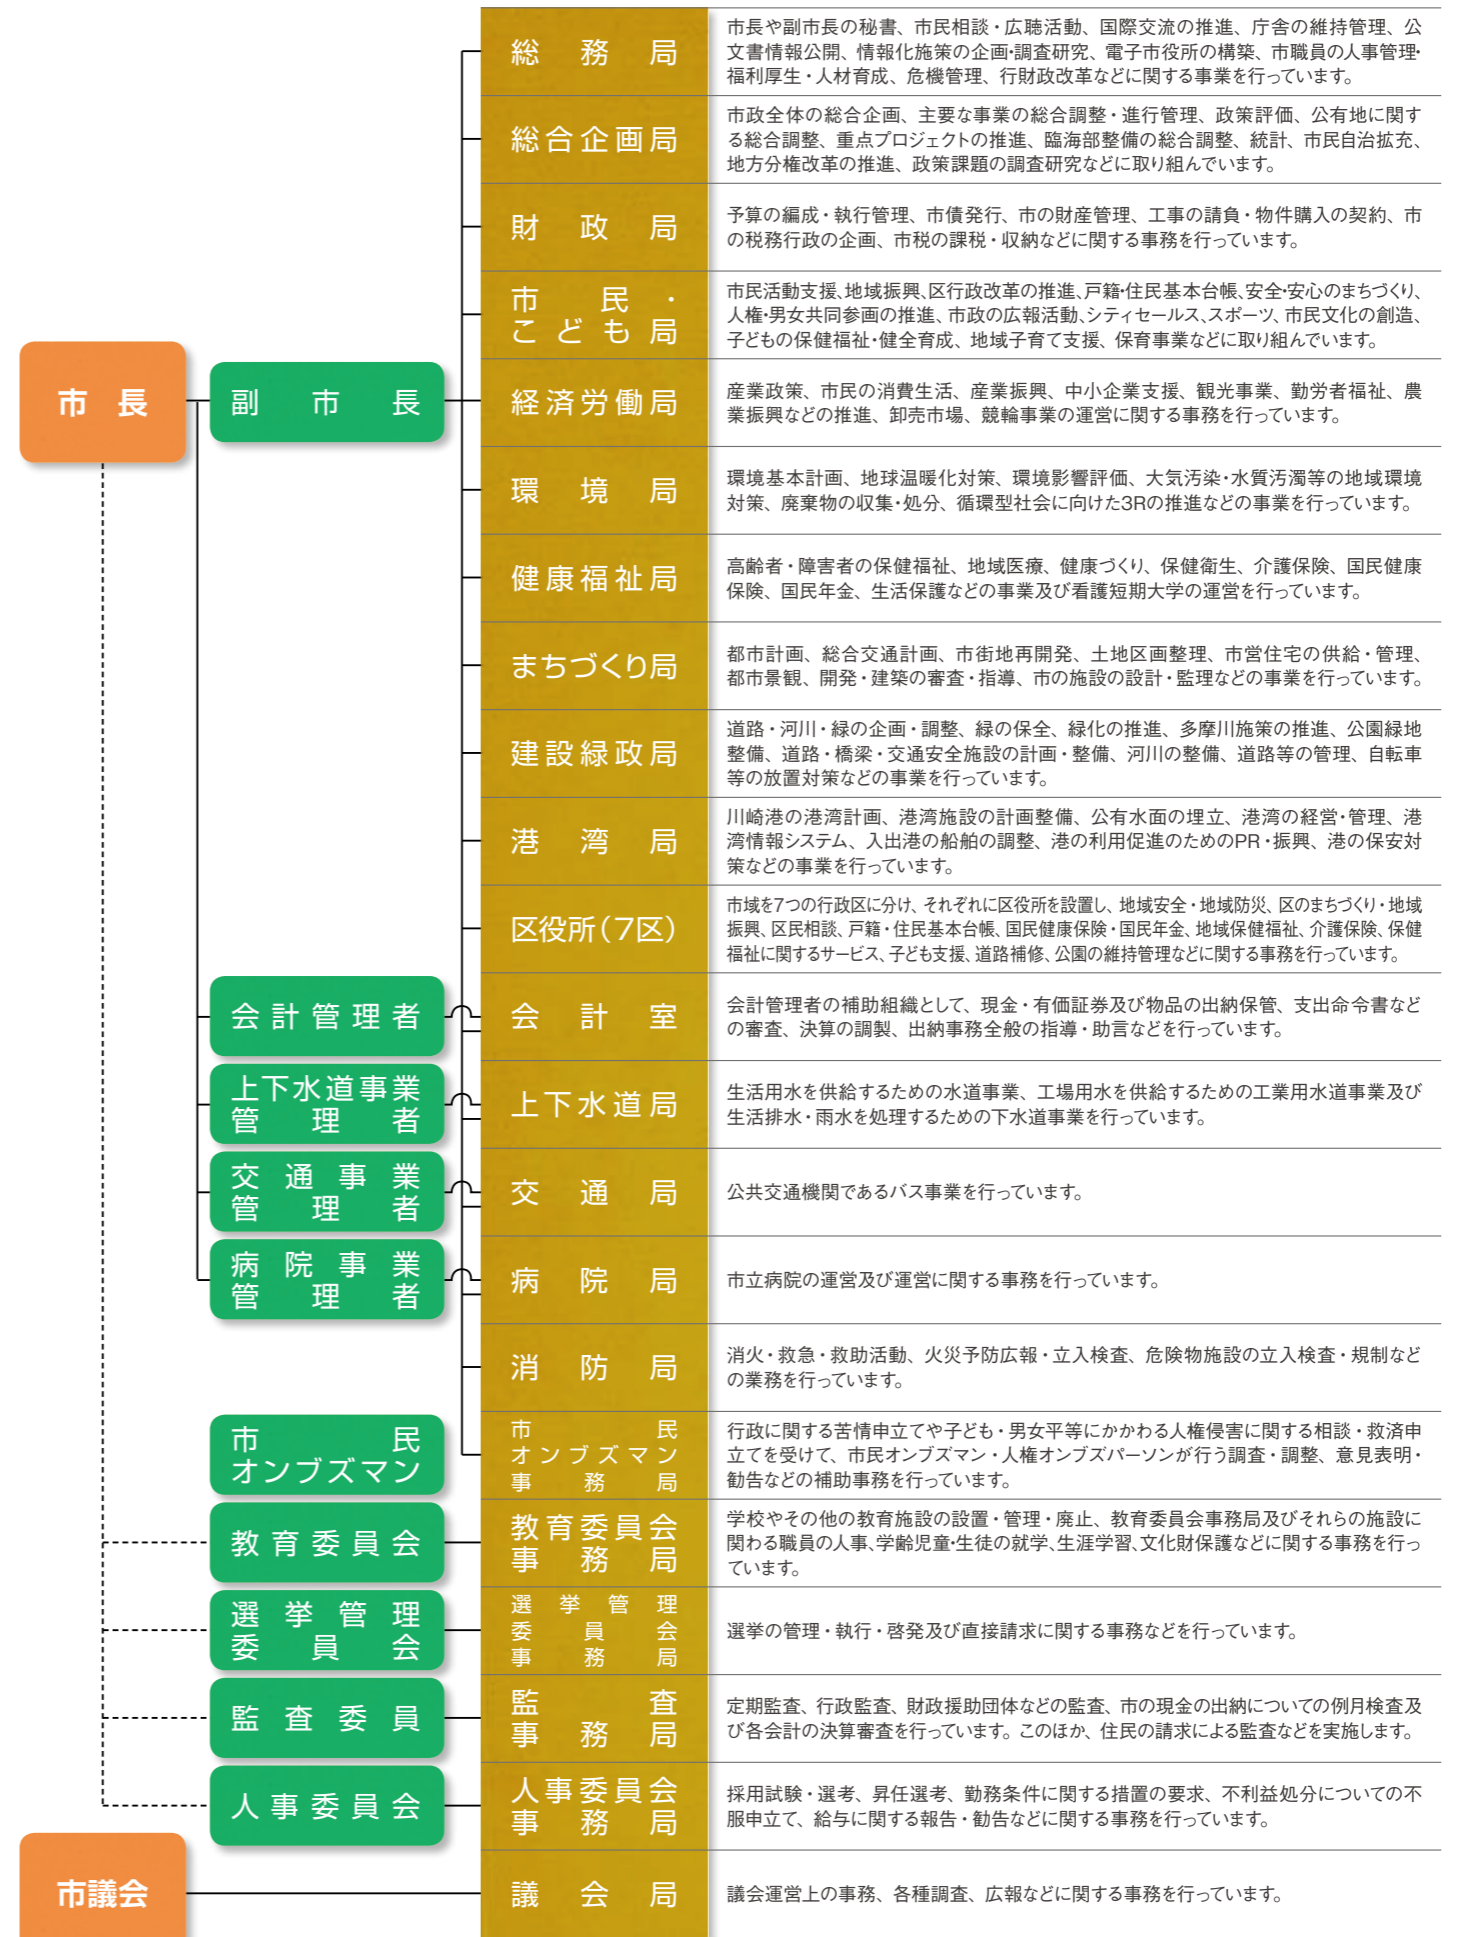 総務局
市長や副市長の秘書、市民相談・広聴活動、国際交流の推進、庁舎の維持管理、公
文書情報公開、情報化施策の企画・調査研究、電子市役所の構築、市職員の人事管理・
福利厚生・人材育成、危機管理、行財政改革などに関する事業を行っています。
総合企画局
市政全体の総合企画、主要な事業の総合調整・進行管理、政策評価、公有地に関す
る総合調整、重点プロジェクトの推進、臨海部整備の総合調整、統計、市民自治拡充、
地方分権改革の推進、政策課題の調査研究などに取り組んでいます。
財政局
予算の編成・執行管理、市債発行、市の財産管理、工事の請負・物件購入の契約、市
の税務行政の企画、市税の課税・収納などに関する事務を行っています。
市民・
こども局
市民活動支援、地域振興、区行政改革の推進、戸籍・住民基本台帳、安全・安心のまちづくり、
人権・男女共同参画の推進、市政の広報活動、シティセールス、スポーツ、市民文化の創造、
子どもの保健福祉・健全育成、地域子育て支援、保育事業などに取り組んでいます。
市長
副市長
経済労働局
産業政策、市民の消費生活、産業振興、中小企業支援、観光事業、勤労者福祉、農
業振興などの推進、卸売市場、競輪事業の運営に関する事務を行っています。
環境局
環境基本計画、地球温暖化対策、環境影響評価、大気汚染・水質汚濁等の地域環境
対策、廃棄物の収集・処分、循環型社会に向けた3Rの推進などの事業を行っています。
健康福祉局
高齢者・障害者の保健福祉、地域医療、健康づくり、保健衛生、介護保険、国民健康
保険、国民年金、生活保護などの事業及び看護短期大学の運営を行っています。
まちづくり局
都市計画、総合交通計画、市街地再開発、土地区画整理、市営住宅の供給・管理、
都市景観、開発・建築の審査・指導、市の施設の設計・監理などの事業を行っています。
建設緑政局
道路・河川・緑の企画・調整、緑の保全、緑化の推進、多摩川施策の推進、公園緑地
整備、道路・橋梁・交通安全施設の計画・整備、河川の整備、道路等の管理、自転車
等の放置対策などの事業を行っています。
港湾局
川崎港の港湾計画、港湾施設の計画整備、公有水面の埋立、港湾の経営・管理、港
湾情報システム、入出港の船舶の調整、港の利用促進のためのPR・振興、港の保安対
策などの事業を行っています。
区役所(7区)
市域を7つの行政区に分け、それぞれに区役所を設置し、地域安全・地域防災、区のまちづくり・地域
振興、区民相談、戸籍・住民基本台帳、国民健康保険・国民年金、地域保健福祉、介護保険、保健
福祉に関するサービス、子ども支援、道路補修、公園の維持管理などに関する事務を行っています。
会計管理者
会計室
会計管理者の補助組織として、現金・有価証券及び物品の出納保管、支出命令書など
の審査、決算の調製、出納事務全般の指導・助言などを行っています。
上下水道事業
管理者
上下水道局
生活用水を供給するための水道事業、工場用水を供給するための工業用水道事業及び
生活排水・雨水を処理するための下水道事業を行っています。
交通事業
管理者
交通局
公共交通機関であるバス事業を行っています。
病院事業
管理者
病院局
市立病院の運営及び運営に関する事務を行っています。
消防局
消火・救急・救助活動、火災予防広報・立入検査、危険物施設の立入検査・規制など
の業務を行っています。
市民
オンブズマン
市民
オンブズマン
事務局
行政に関する苦情申立てや子ども・男女平等にかかわる人権侵害に関する相談・救済申
立てを受けて、市民オンブズマン・人権オンブズパーソンが行う調査・調整、意見表明・
勧告などの補助事務を行っています。
教育委員会
教育委員会
事務局
学校やその他の教育施設の設置・管理・廃止、教育委員会事務局及びそれらの施設に
関わる職員の人事、学齢児童・生徒の就学、生涯学習、文化財保護などに関する事務を行っ
ています。
選挙管理
委員会
選挙管理
委員会
事務局
選挙の管理・執行・啓発及び直接請求に関する事務などを行っています。
監査委員
監査
事務局
定期監査、行政監査、財政援助団体などの監査、市の現金の出納についての例月検査及
び各会計の決算審査を行っています。このほか、住民の請求による監査などを実施します。
人事委員会
人事委員会
事務局
採用試験・選考、昇任選考、勤務条件に関する措置の要求、不利益処分についての不
服申立て、給与に関する報告・勧告などに関する事務を行っています。
市議会
議会局
議会運営上の事務、各種調査、広報などに関する事務を行っています。